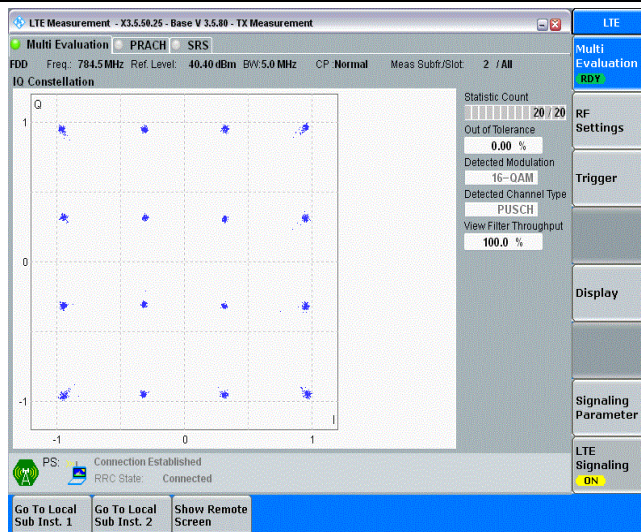 LTE Measurement - X3.5.50.25 - Base V 3.5.80 - TX Measurement
LTE
Multi Evaluation PRACH SRS
FDD Freq.: 784.5 MHz Ref. Level: 40.40 dBm BW: 5.0 MHz CP :Normal Meas Subfr./Slot: 2 / All
IQ Constellation
Q
1
0
-1
-1 0 1
I
Statistic Count
20 / 20
Out of Tolerance
0.00 %
Detected Modulation
16-QAM
Detected Channel Type
PUSCH
View Filter Throughput
100.0 %
Multi
Evaluation
RDY
RF
Settings
Trigger
Display
Signaling
Parameter
LTE
Signaling
ON
PS: Connection Established
RRC State: Connected
Go To Local
Sub Inst. 1
Go To Local
Sub Inst. 2
Show Remote
Screen